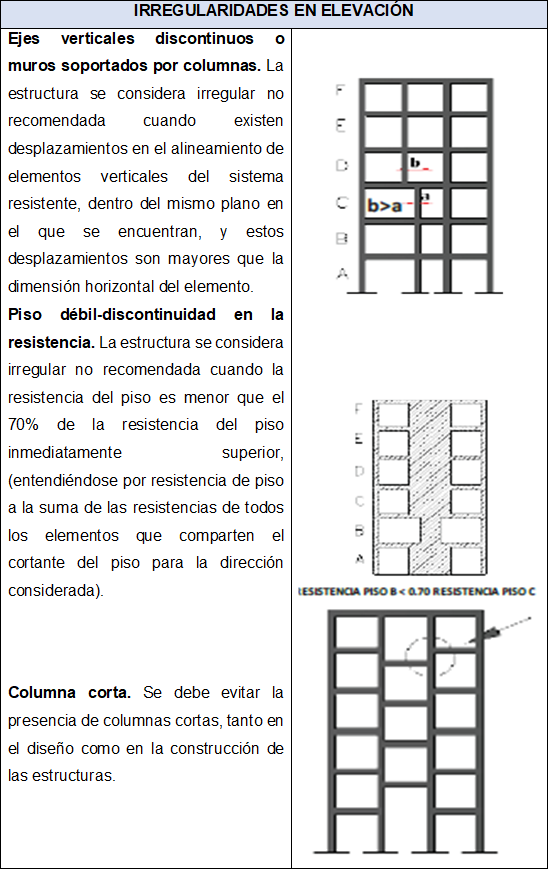 IRREGULARIDADES EN ELEVACIÓN
Ejes verticales discontinuos o
muros soportados por columnas. La
estructura se considera irregular no
recomendada cuando existen
desplazamientos en el alineamiento de
elementos verticales del sistema
resistente, dentro del mismo plano en
el que se encuentran, y estos
desplazamientos son mayores que la
dimensión horizontal del elemento.
F
E
D
b
C
b>a
a
B
A
Piso débil-discontinuidad en la
resistencia. La estructura se considera
irregular no recomendada cuando la
resistencia del piso es menor que el
70% de la resistencia del piso
inmediatamente superior,
(entendiéndose por resistencia de piso
a la suma de las resistencias de todos
los elementos que comparten el
cortante del piso para la dirección
considerada).
F
E
D
C
B
A
RESISTENCIA PISO B < 0.70 RESISTENCIA PISO C
Columna corta. Se debe evitar la
presencia de columnas cortas, tanto en
el diseño como en la construcción de
las estructuras.